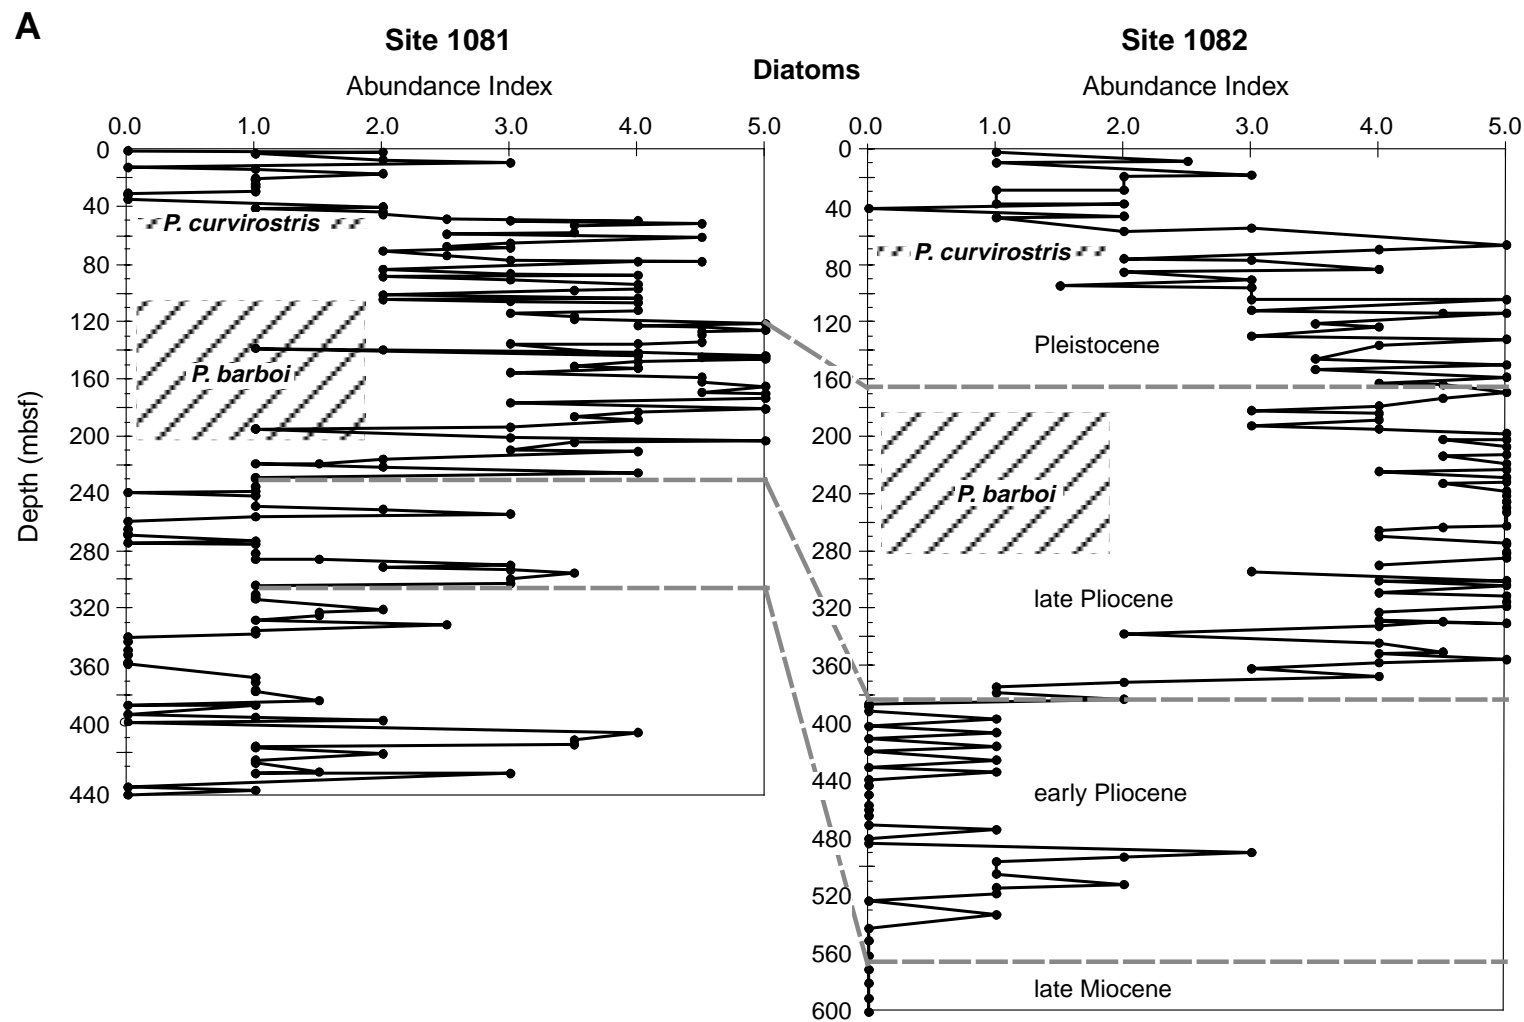 A
Site 1081
Site 1082
Diatoms
Abundance Index
Abundance Index
0.0 1.0 2.0 3.0 4.0 5.0
0.0 1.0 2.0 3.0 4.0 5.0
Depth (mbsf)
0
40
80
120
160
200
240
280
320
360
400
440
P. curvirostris
P. barboi
0
40
80
120
160
200
240
280
320
360
400
440
480
520
560
600
P. curvirostris
Pleistocene
P. barboi
late Pliocene
early Pliocene
late Miocene